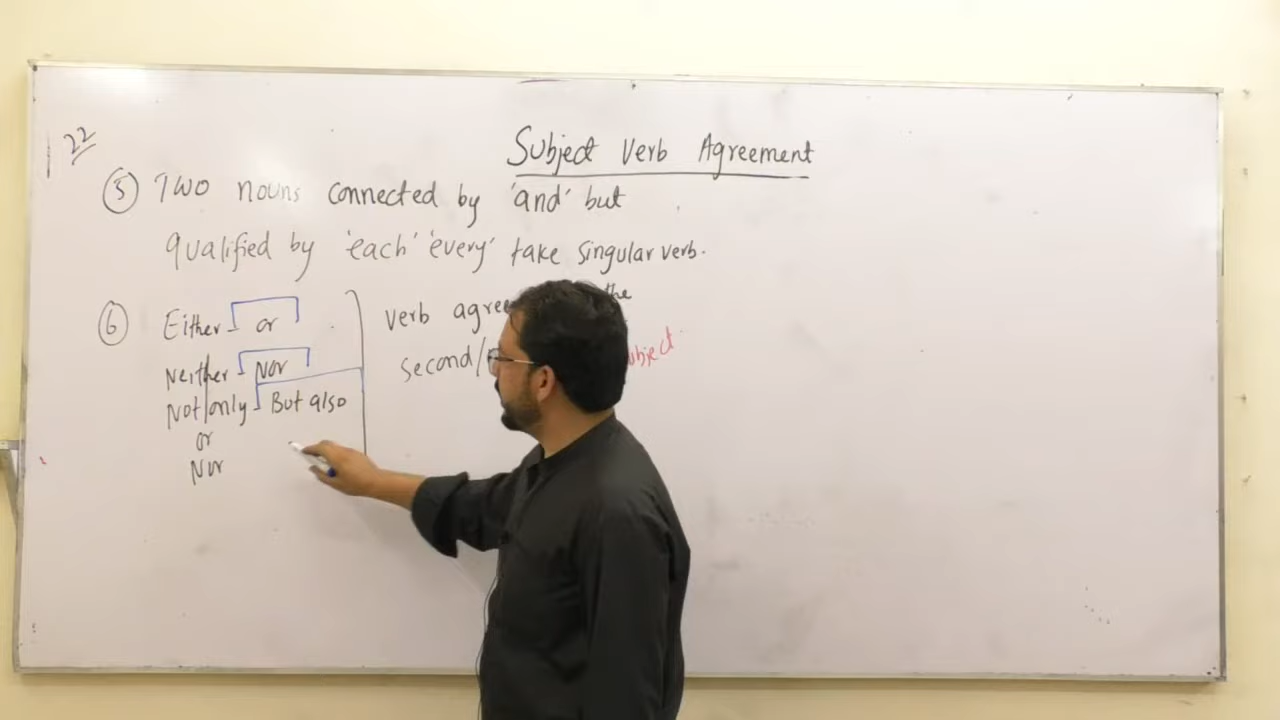 22
Subject Verb Agreement
⑤ Two nouns connected by 'and' but
qualified by 'each' 'every' take singular verb.
⑥ Either or
Neither Nor
Not only But also
or
Nor
verb agree the
second/